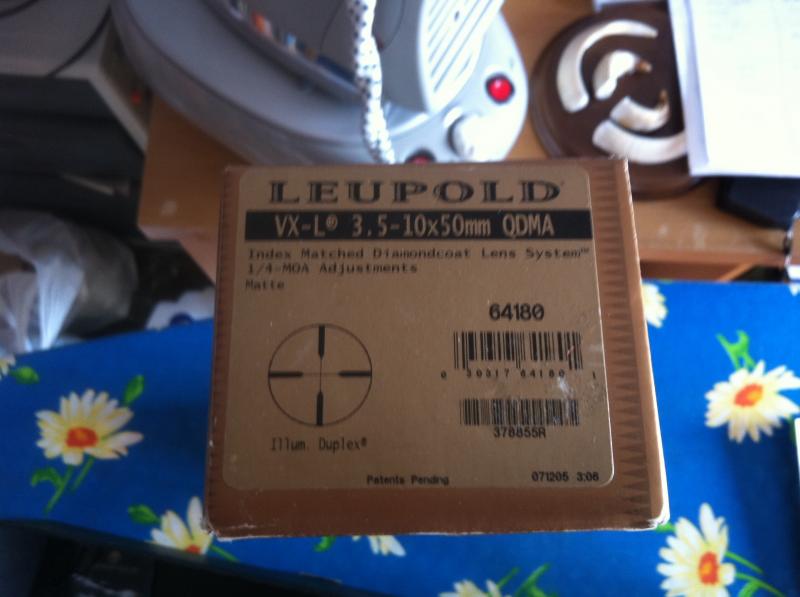 LEUPOLD®
VX-L® 3.5-10x50mm QDMA
Index Matched Diamondcoat Lens System™
1/4-MOA Adjustments
Matte
64180
0 30317 64180 1
378855R
Illum. Duplex®
Patents Pending
071205 3:06